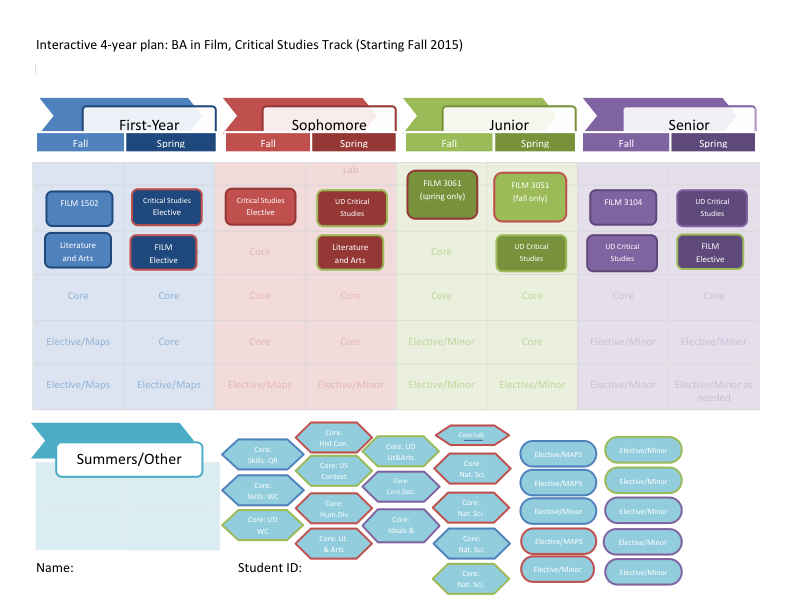 Interactive 4-year plan: BA in Film, Critical Studies Track (Starting Fall 2015)
First-Year Sophomore Junior Senior
Fall Spring Fall Spring Fall Spring Fall Spring
Lab
FILM 1502
Critical Studies
Elective
Critical Studies
Elective
UD Critical
Studies
FILM 3061
(spring only)
FILM 3051
(fall only)
FILM 3104
UD Critical
Studies
Literature
and Arts
FILM
Elective
Core
Literature
and Arts
Core
UD Critical
Studies
UD Critical
Studies
FILM
Elective
Core Core Core Core Core Core Core Core
Elective/Maps Core Core Core Elective/Minor Core Elective/Minor Elective/Minor
Elective/Maps Elective/Maps Elective/Maps Elective/Minor Elective/Minor Elective/Minor Elective/Minor Elective/Minor as
needed
Summers/Other
Core:
Skills: QR
Core:
Skills: WC
Core: UD
WC
Core:
Hist Con.
Core: US
Context
Core:
Hum.Div
Core: Lit.
& Arts
Core: UD
Lit&Arts
Core:
Cont.Soc.
Core:
Ideals &
Core:Lab
Core:
Nat. Sci.
Core:
Nat. Sci.
Core:
Nat. Sci.
Core:
Nat. Sci.
Elective/MAPS
Elective/MAPS
Elective/Minor
Elective/MAPS
Elective/Minor
Elective/Minor
Elective/Minor
Elective/Minor
Elective/Minor
Elective/Minor
Name: Student ID: